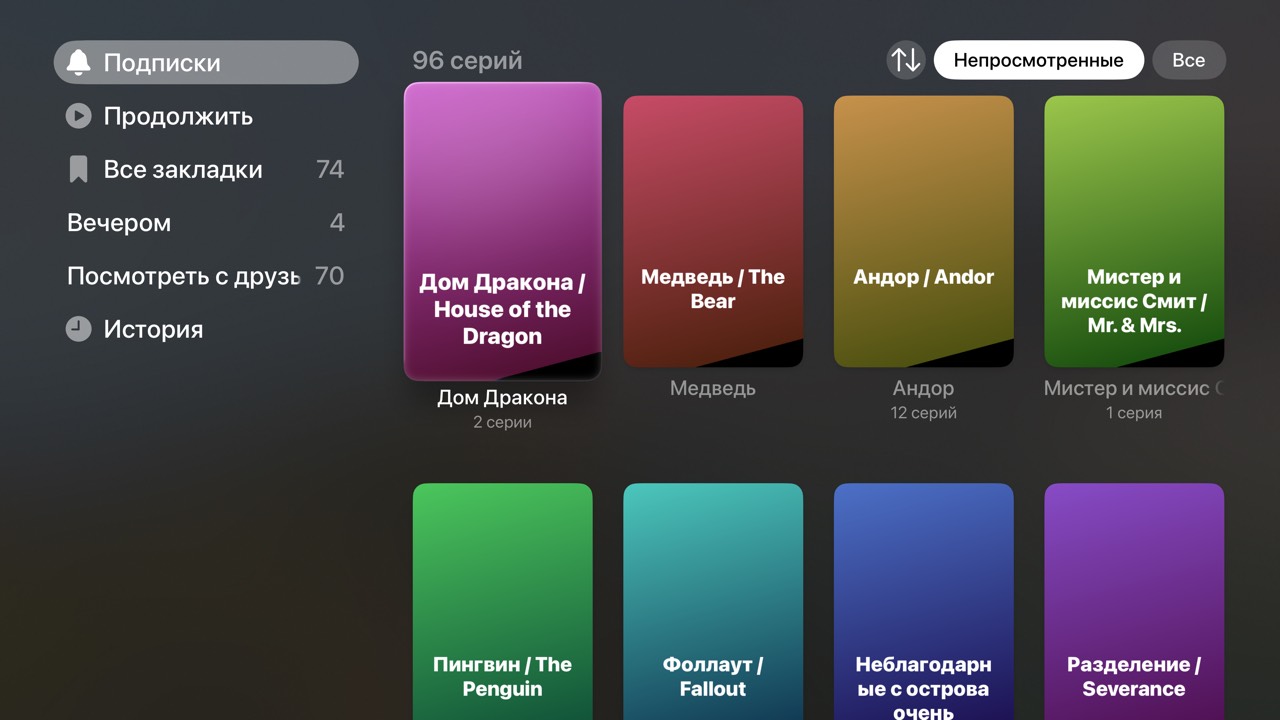 Подписки
Продолжить
Все закладки 74
Вечером 4
Посмотреть с друзь 70
История
96 серий
Непросмотренные
Все
Дом Дракона /
House of the
Dragon
Дом Дракона
2 серии
Медведь / The
Bear
Медведь
Андор / Andor
Андор
12 серий
Мистер и
миссис Смит /
Mr. & Mrs.
Мистер и миссис
1 серия
Пингвин / The
Penguin
Фоллаут /
Fallout
Неблагодарн
ые с острова
очень
Разделение /
Severance